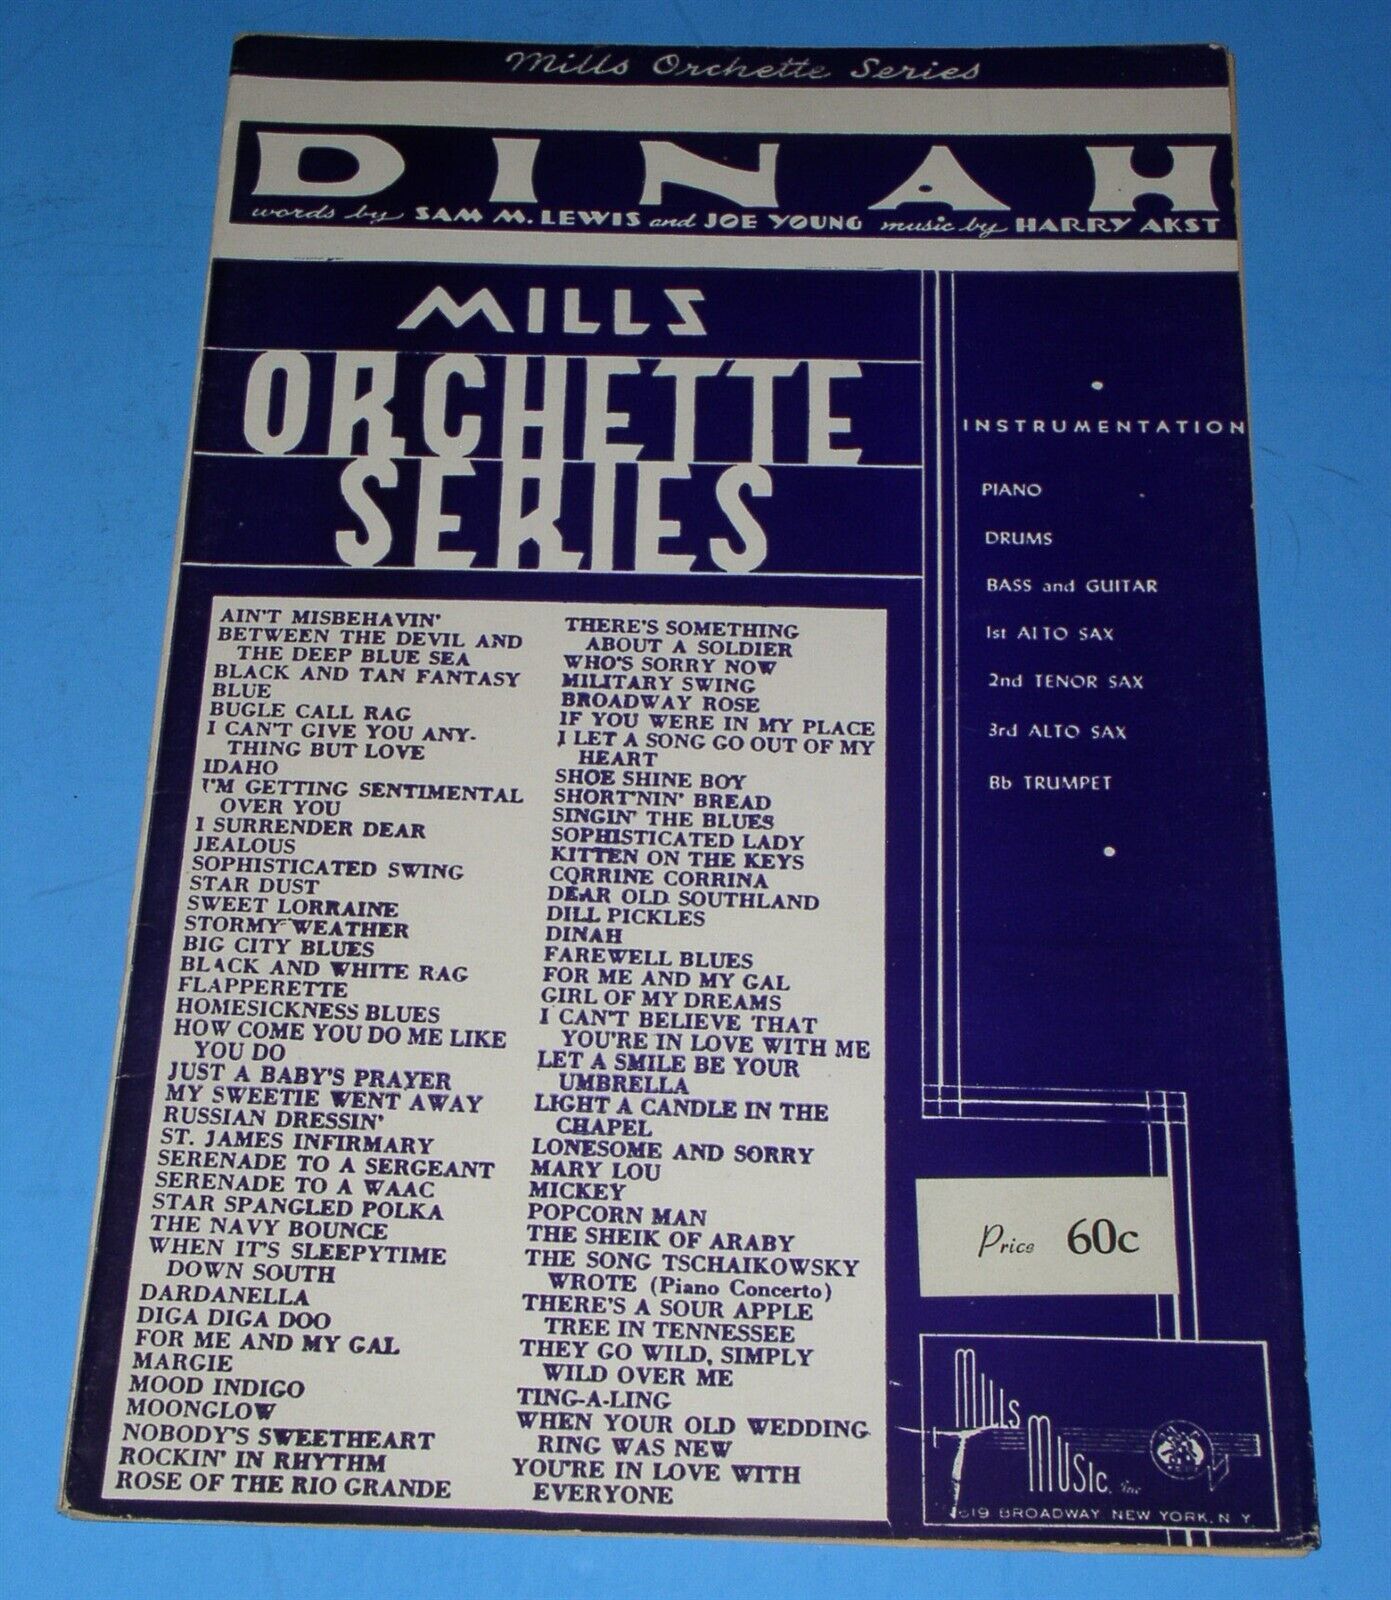 Mills Orchette Series
DINAH
words by SAM M. LEWIS and JOE YOUNG music by HARRY AKST
MILLS
ORCHETTE
SERIES
AIN'T MISBEHAVIN'
BETWEEN THE DEVIL AND
THE DEEP BLUE SEA
BLACK AND TAN FANTASY
BLUE
BUGLE CALL RAG
I CAN'T GIVE YOU ANY-
THING BUT LOVE
IDAHO
I'M GETTING SENTIMENTAL
OVER YOU
I SURRENDER DEAR
JEALOUS
SOPHISTICATED SWING
STAR DUST
SWEET LORRAINE
STORMY WEATHER
BIG CITY BLUES
BLACK AND WHITE RAG
FLAPPERETTE
HOMESICKNESS BLUES
HOW COME YOU DO ME LIKE
YOU DO
JUST A BABY'S PRAYER
MY SWEETIE WENT AWAY
RUSSIAN DRESSIN'
ST. JAMES INFIRMARY
SERENADE TO A SERGEANT
SERENADE TO A WAAC
STAR SPANGLED POLKA
THE NAVY BOUNCE
WHEN IT'S SLEEPYTIME
DOWN SOUTH
DARDANELLA
DIGA DIGA DOO
FOR ME AND MY GAL
MARGIE
MOOD INDIGO
MOONGLOW
NOBODY'S SWEETHEART
ROCKIN' IN RHYTHM
ROSE OF THE RIO GRANDE
THERE'S SOMETHING
ABOUT A SOLDIER
WHO'S SORRY NOW
MILITARY SWING
BROADWAY ROSE
IF YOU WERE IN MY PLACE
I LET A SONG GO OUT OF MY
HEART
SHOE SHINE BOY
SHORT'NIN' BREAD
SINGIN' THE BLUES
SOPHISTICATED LADY
KITTEN ON THE KEYS
CORRINE CORRINA
DEAR OLD SOUTHLAND
DILL PICKLES
DINAH
FAREWELL BLUES
FOR ME AND MY GAL
GIRL OF MY DREAMS
I CAN'T BELIEVE THAT
YOU'RE IN LOVE WITH ME
LET A SMILE BE YOUR
UMBRELLA
LIGHT A CANDLE IN THE
CHAPEL
LONESOME AND SORRY
MARY LOU
MICKEY
POPCORN MAN
THE SHEIK OF ARABY
THE SONG TSCHAIKOWSKY
WROTE (Piano Concerto)
THERE'S A SOUR APPLE
TREE IN TENNESSEE
THEY GO WILD, SIMPLY
WILD OVER ME
TING-A-LING
WHEN YOUR OLD WEDDING
RING WAS NEW
YOU'RE IN LOVE WITH
EVERYONE
INSTRUMENTATION
PIANO
DRUMS
BASS and GUITAR
1st ALTO SAX
2nd TENOR SAX
3rd ALTO SAX
Bb TRUMPET
Price 60c
MILLS
MUSIC, inc
1619 BROADWAY NEW YORK, N Y.